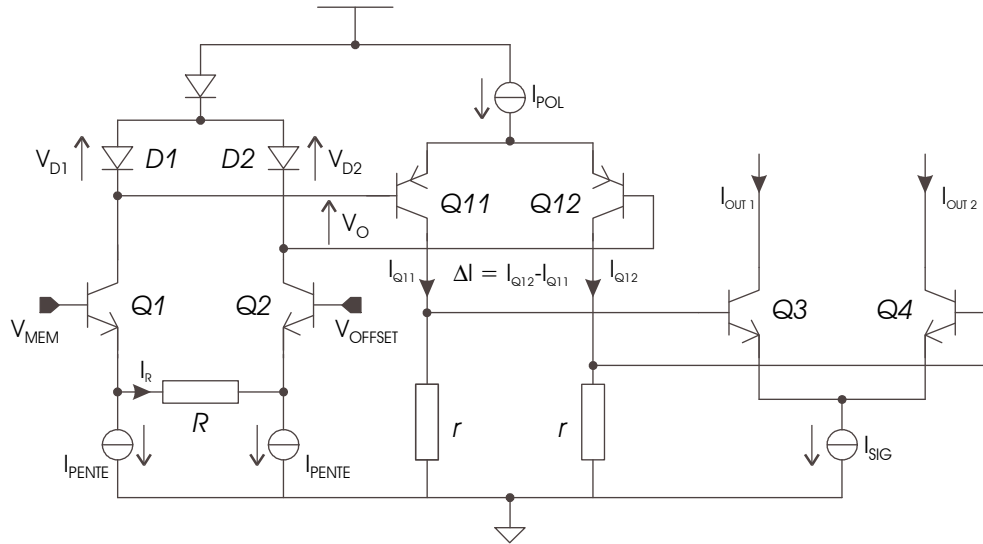 I_POL
V_D1
D1
D2
V_D2
Q11
Q12
V_O
I_OUT 1
I_OUT 2
I_Q11
ΔI = I_Q12-I_Q11
I_Q12
Q1
Q2
Q3
Q4
V_MEM
V_OFFSET
I_R
R
r
r
I_PENTE
I_PENTE
I_SIG